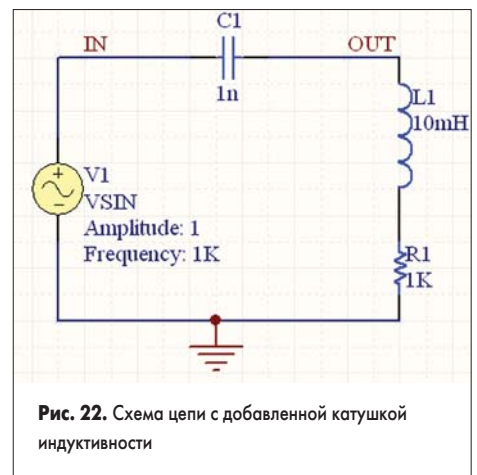 C1
IN
OUT
1n
L1
10mH
V1
VSIN
Amplitude: 1
Frequency: 1K
R1
1K
Рис. 22. Схема цепи с добавленной катушкой
индуктивности